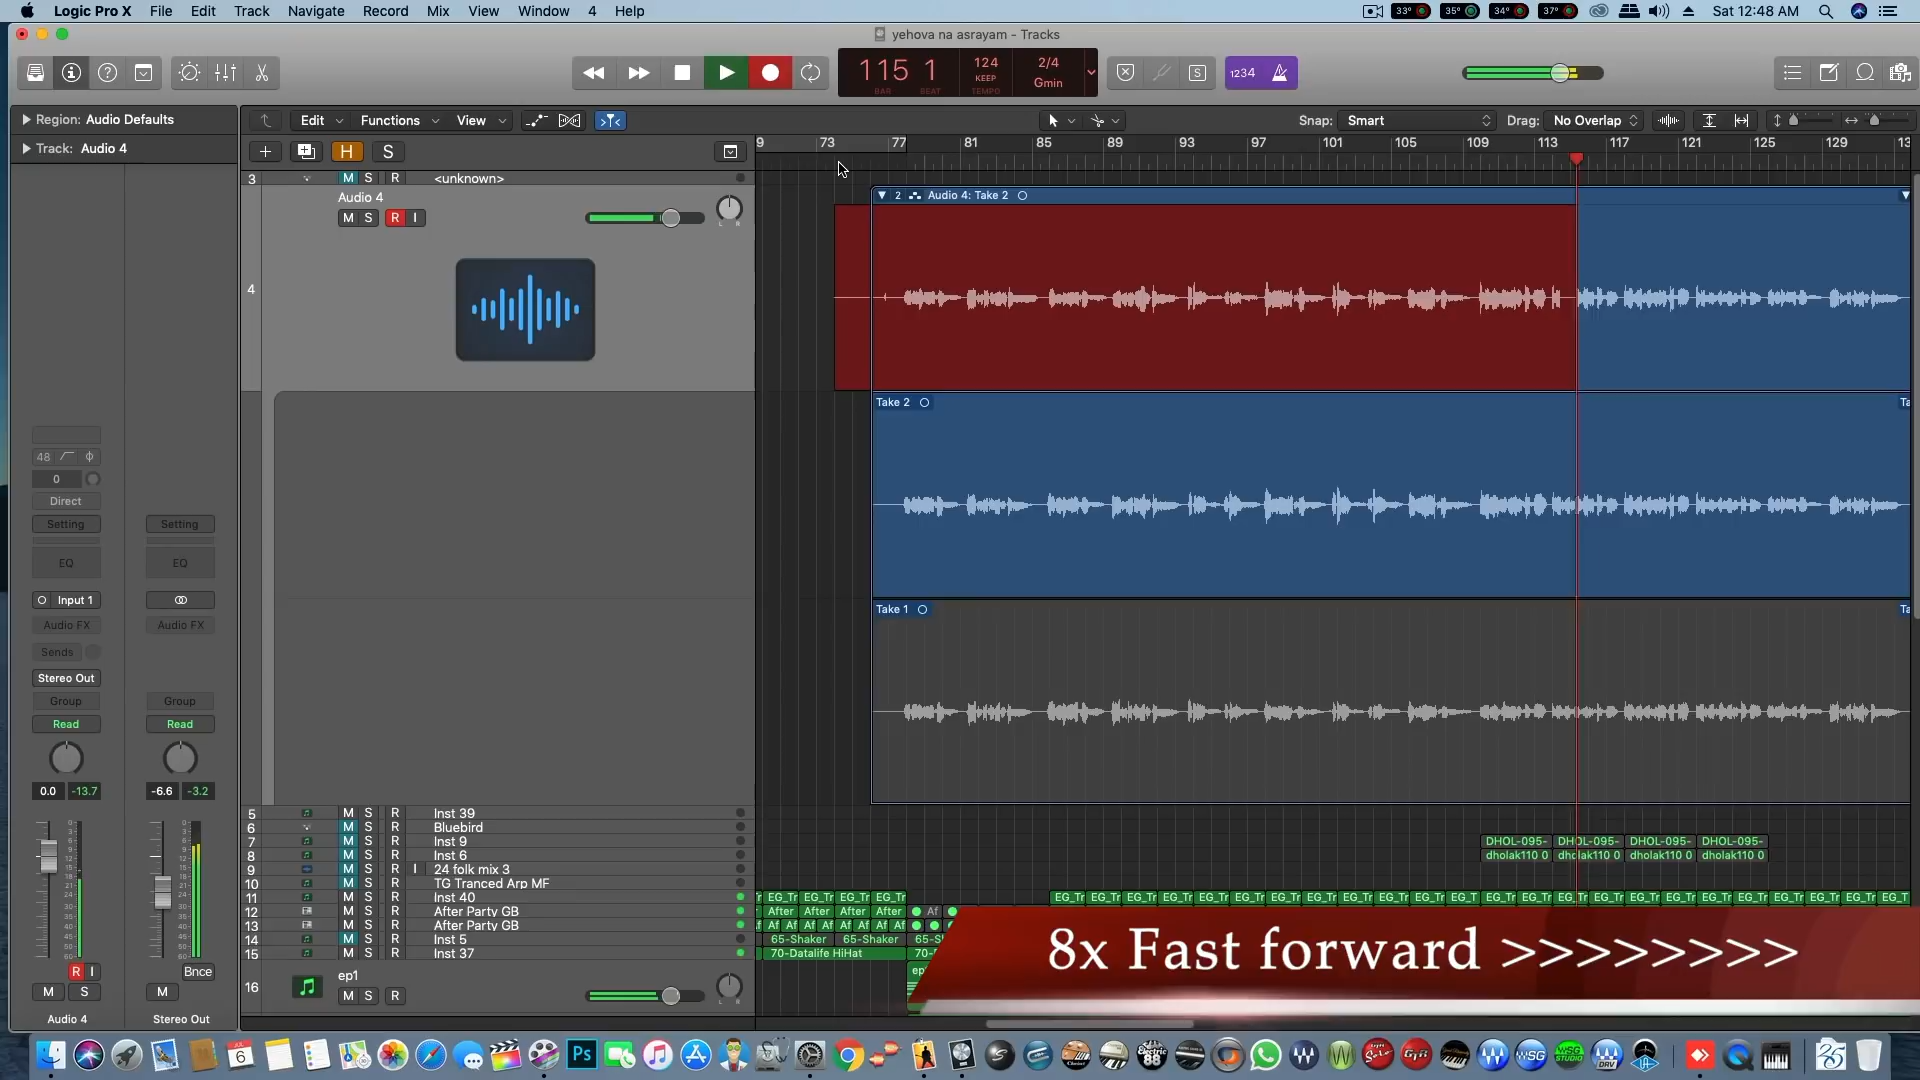 Logic Pro X File Edit Track Navigate Record Mix View Window 4 Help
33° 35° 34° 37° Sat 12:48 AM
yehova na asrayam - Tracks
115 1 124 2/4
KEEP Gmin
BAR BEAT TEMPO
1234
Region: Audio Defaults
Track: Audio 4
Edit Functions View
Snap: Smart Drag: No Overlap
H S
73 77 81 85 89 93 97 101 105 109 113 117 121 125 129 13
3 M S R <unknown>
Audio 4
M S R I
4
2 Audio 4: Take 2
Take 2
Take 1
48
0
Direct
Setting Setting
EQ EQ
Input 1
Audio FX Audio FX
Sends
Stereo Out
Group Group
Read Read
0.0 -13.7 -6.6 -3.2
R I Bnce
M S M
Audio 4 Stereo Out
5 M S R Inst 39
6 M S R Bluebird
7 M S R Inst 9
8 M S R Inst 6
9 M S R I 24 folk mix 3
10 M S R TG Tranced Arp MF
11 M S R Inst 40
12 M S R After Party GB
13 M S R After Party GB
14 M S R Inst 5
15 M S R Inst 37
16 ep1
M S R
DHOL-095- DHOL-095- DHOL-095- DHOL-095-
dholak110 0 dholak110 0 dholak110 0 dholak110 0
EG_Tr EG_Tr EG_Tr EG_Tr EG_Tr EG_Tr EG_Tr EG_Tr EG_Tr EG_Tr EG_Tr EG_Tr EG_Tr EG_Tr EG_Tr EG_Tr EG_Tr EG_Tr EG_Tr EG_Tr EG_Tr EG_Tr EG_Tr EG_Tr EG_Tr EG_Tr EG_Tr EG_T
After After After After Af
Af Af Af Af Af Af Af Af
65-Shaker 65-Shaker 65-S
70-Datalife HiHat 70-
ep
8x Fast forward >>>>>>>>